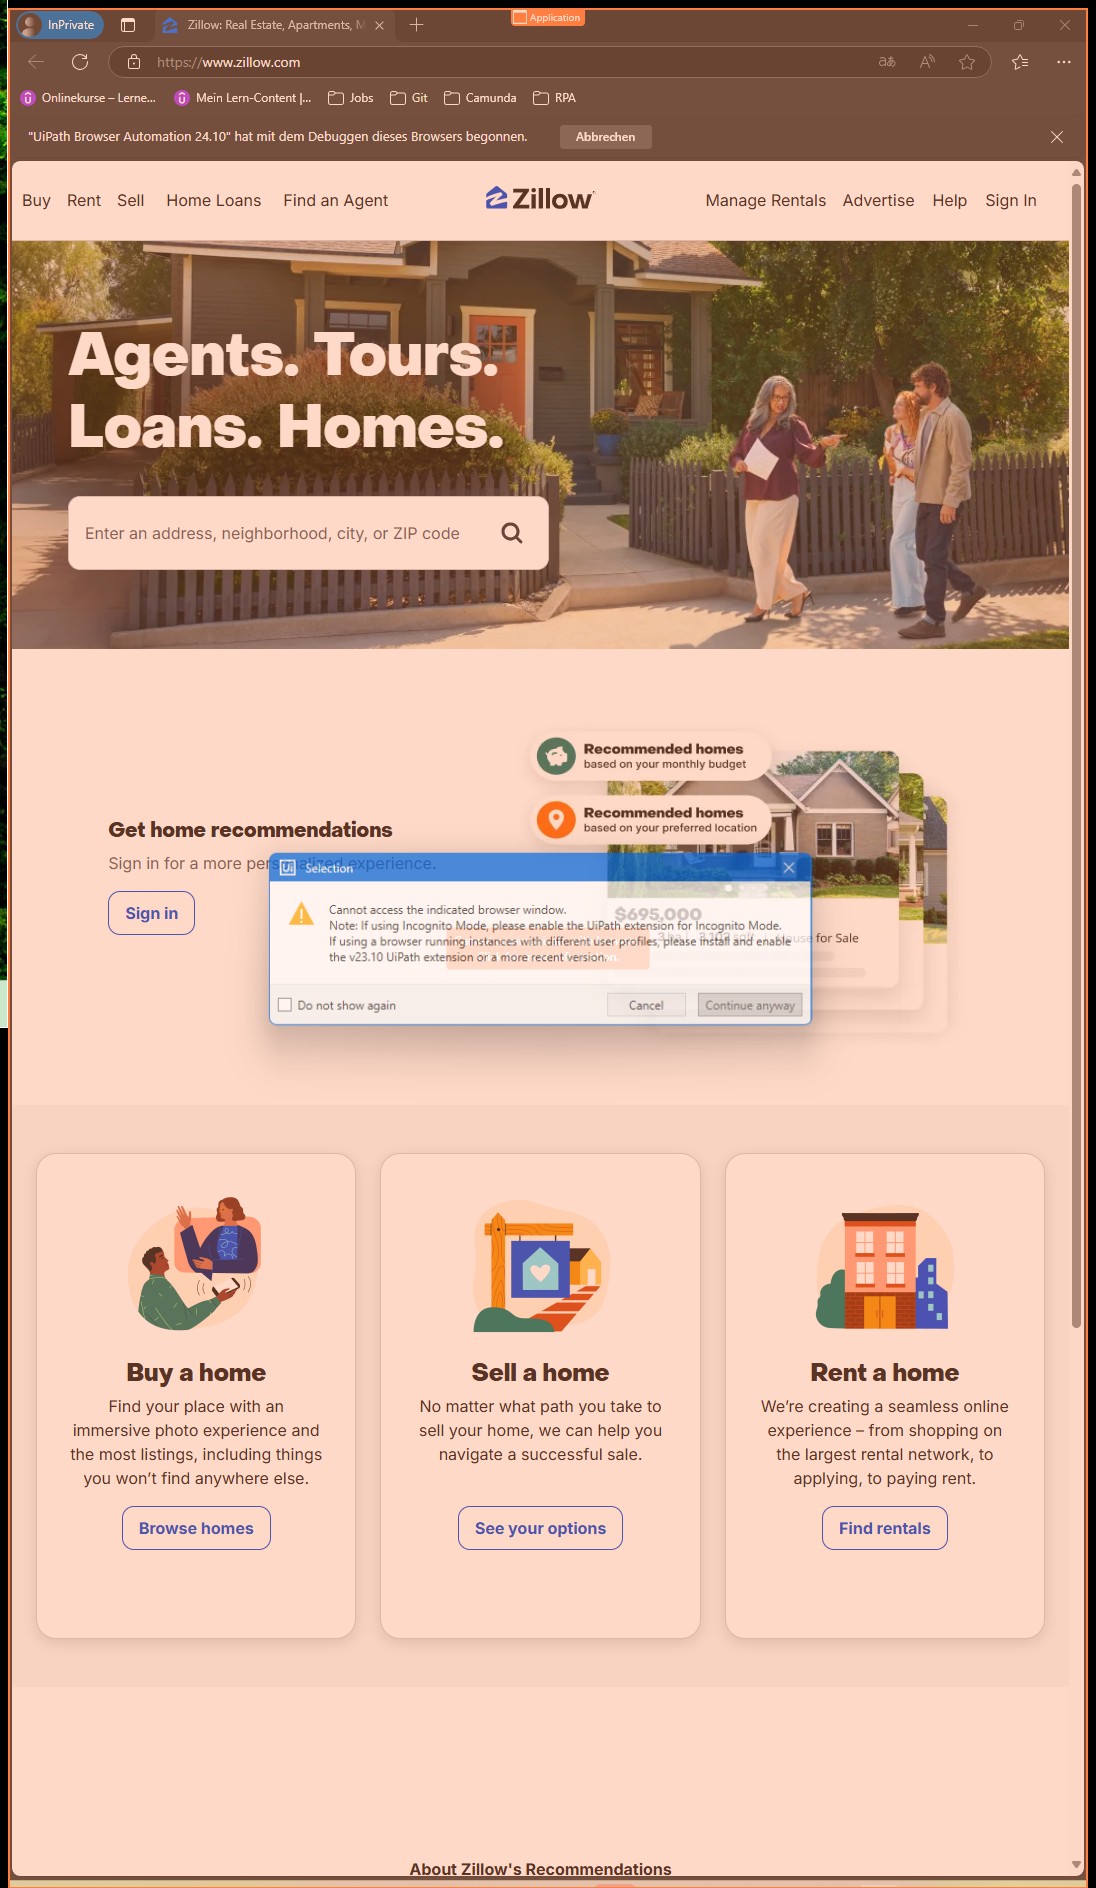 Application
InPrivate
Zillow: Real Estate, Apartments, M
https://www.zillow.com
Onlinekurse – Lerne...
Mein Lern-Content |...
Jobs
Git
Camunda
RPA
"UiPath Browser Automation 24.10" hat mit dem Debuggen dieses Browsers begonnen.
Abbrechen
Buy Rent Sell Home Loans Find an Agent
Zillow
Manage Rentals Advertise Help Sign In
Agents. Tours.
Loans. Homes.
Enter an address, neighborhood, city, or ZIP code
Recommended homes
based on your monthly budget
Recommended homes
based on your preferred location
Get home recommendations
Sign in for a more personalized experience.
Sign in
$695,000
House for Sale
Ui Selection
Cannot access the indicated browser window.
Note: If using Incognito Mode, please enable the UiPath extension for Incognito Mode.
If using a browser running instances with different user profiles, please install and enable
the v23.10 UiPath extension or a more recent version.
Do not show again
Cancel
Continue anyway
Buy a home
Find your place with an
immersive photo experience and
the most listings, including things
you won't find anywhere else.
Browse homes
Sell a home
No matter what path you take to
sell your home, we can help you
navigate a successful sale.
See your options
Rent a home
We're creating a seamless online
experience – from shopping on
the largest rental network, to
applying, to paying rent.
Find rentals
About Zillow's Recommendations